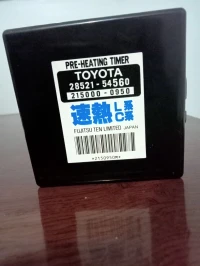 PRE-HEATING TIMER
TOYOTA
28521-54560
215000-0950
速熱 L系
C系
FUJITSU TEN LIMITED JAPAN